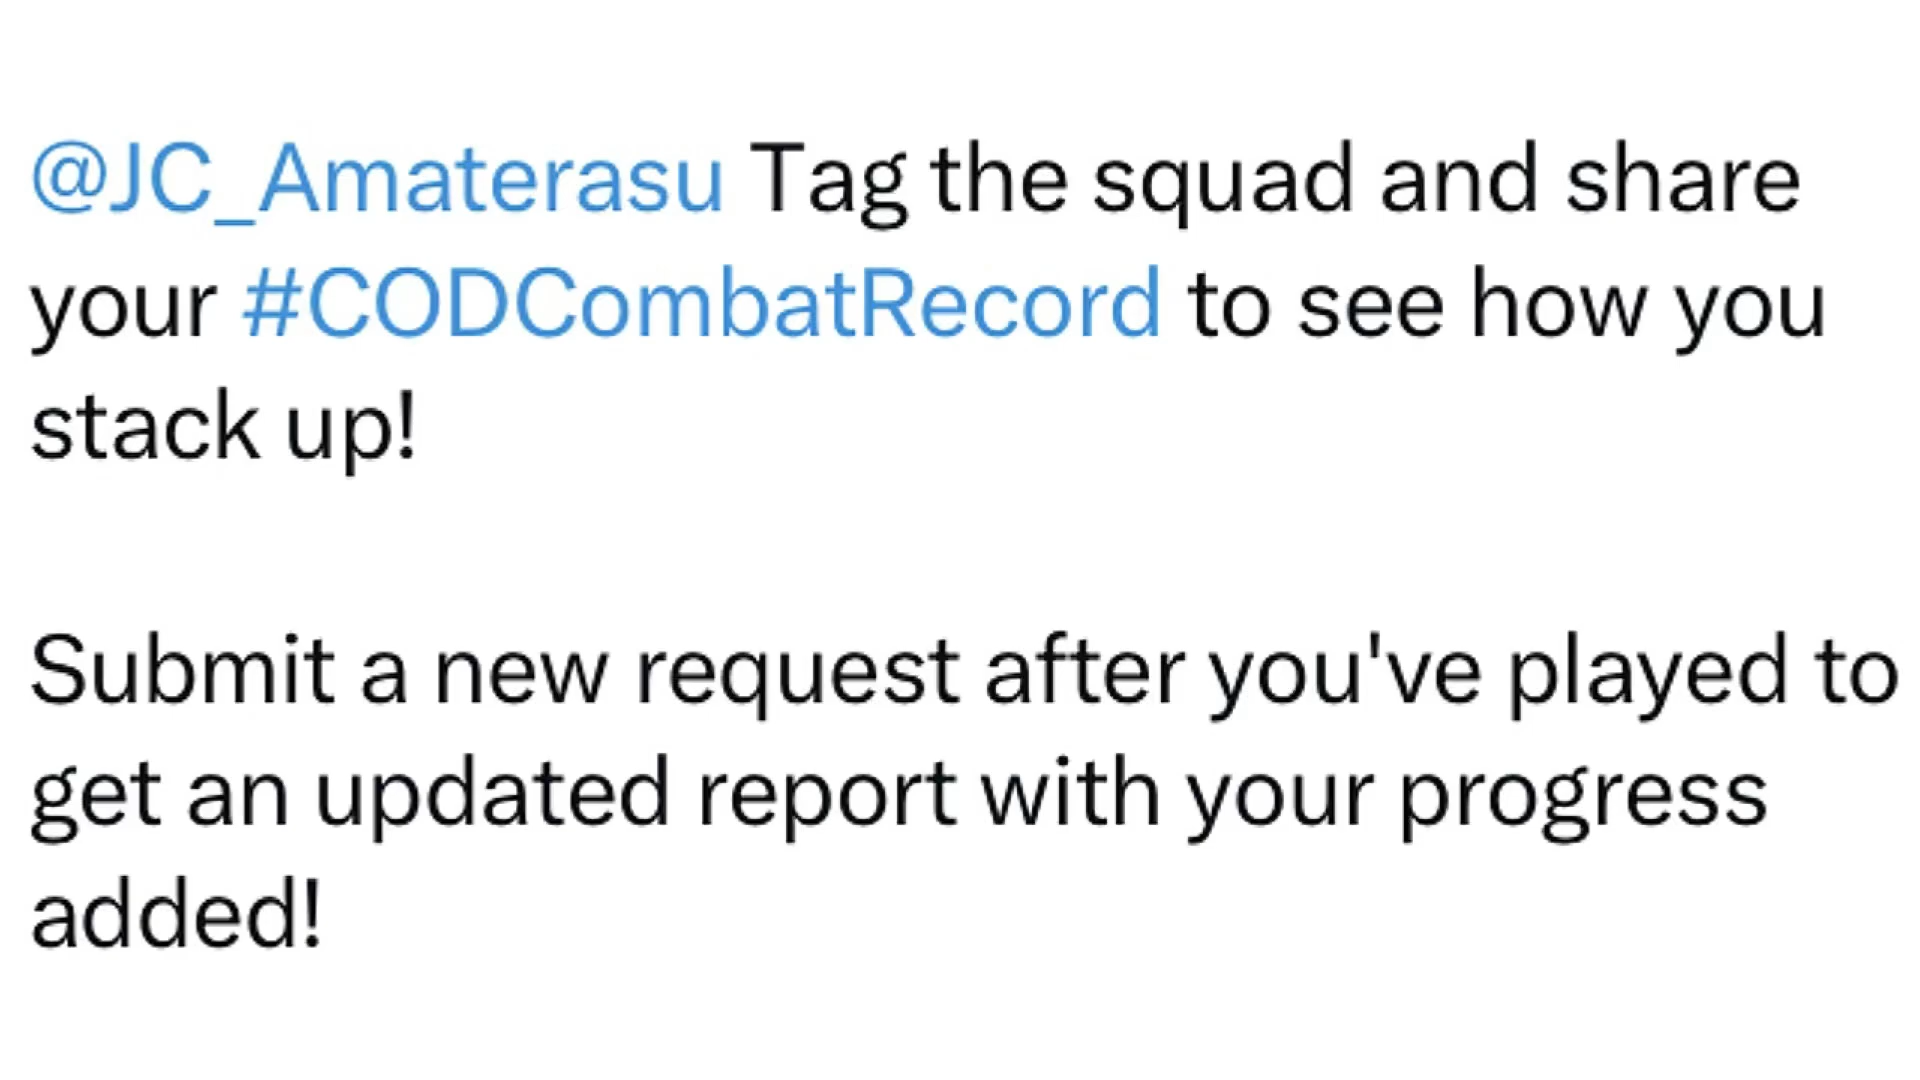 @JC_Amaterasu Tag the squad and share
your #CODCombatRecord to see how you
stack up!
Submit a new request after you've played to
get an updated report with your progress
added!